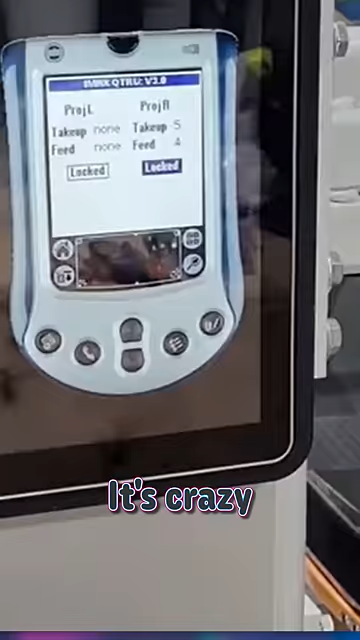 IMAX QTRU: V3.0
ProjL ProjR
Takeup none Takeup 5
Feed none Feed 4
Locked Locked
It's crazy